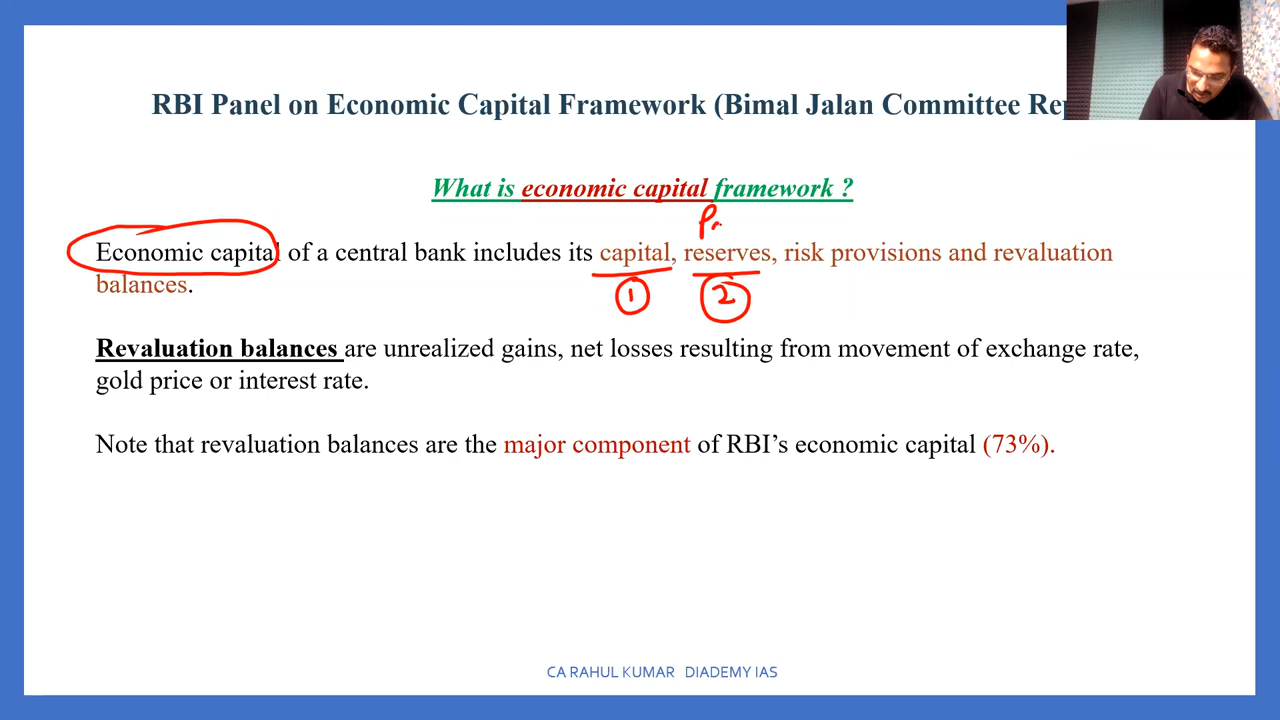 RBI Panel on Economic Capital Framework (Bimal Jalan Committee
What is economic capital framework ?
Economic capital of a central bank includes its capital, reserves, risk provisions and revaluation
balances.
1 2
Revaluation balances are unrealized gains, net losses resulting from movement of exchange rate,
gold price or interest rate.
Note that revaluation balances are the major component of RBI’s economic capital (73%).
CA RAHUL KUMAR DIADEMY IAS